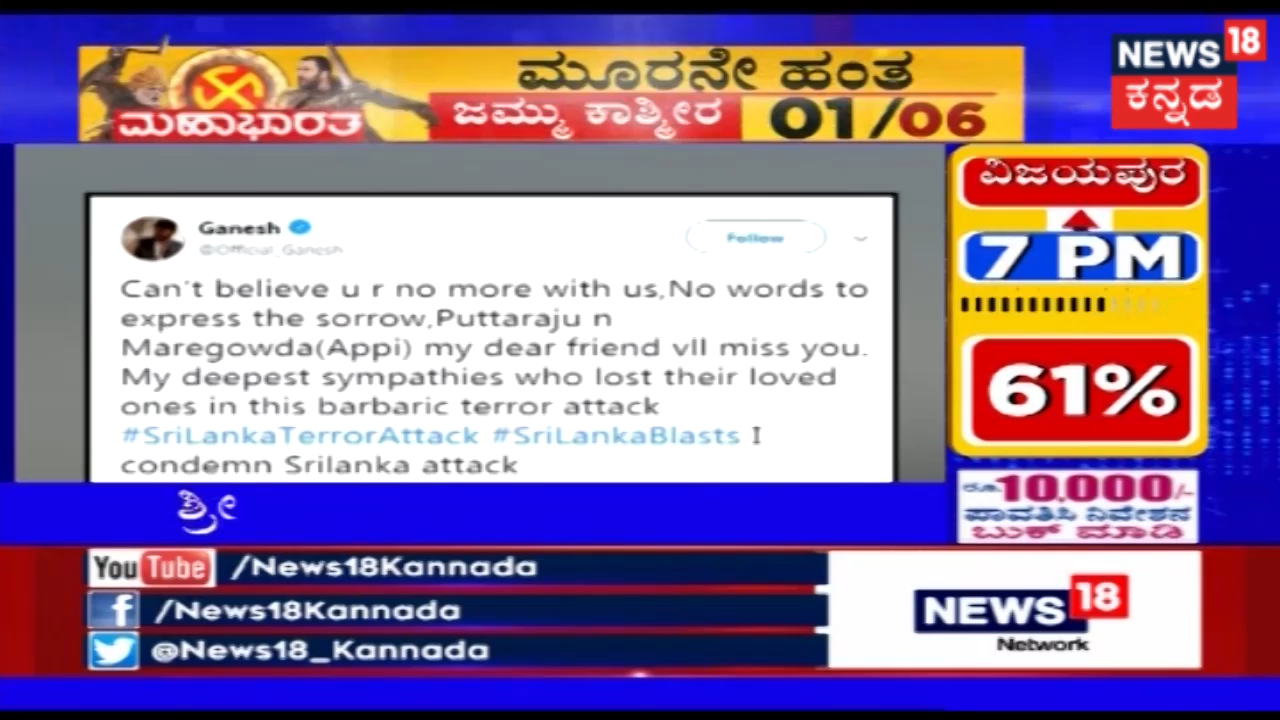 NEWS 18
ಕನ್ನಡ
ಮಹಾಭಾರತ
ಮೂರನೇ ಹಂತ
ಜಮ್ಮು ಕಾಶ್ಮೀರ 01/06
Ganesh
@Official_Ganesh
Follow
Can't believe u r no more with us,No words to
express the sorrow,Puttaraju n
Maregowda(Appi) my dear friend vll miss you.
My deepest sympathies who lost their loved
ones in this barbaric terror attack
#SriLankaTerrorAttack #SriLankaBlasts I
condemn Srilanka attack
ವಿಜಯಪುರ
7 PM
61%
ರೂ.10,000/-
ಪಾವತಿಸಿ ನಿವೇಶನ
ಬುಕ್ ಮಾಡಿ
ಶ್ರೀ
YouTube /News18Kannada
f /News18Kannada
@News18_Kannada
NEWS 18
Network